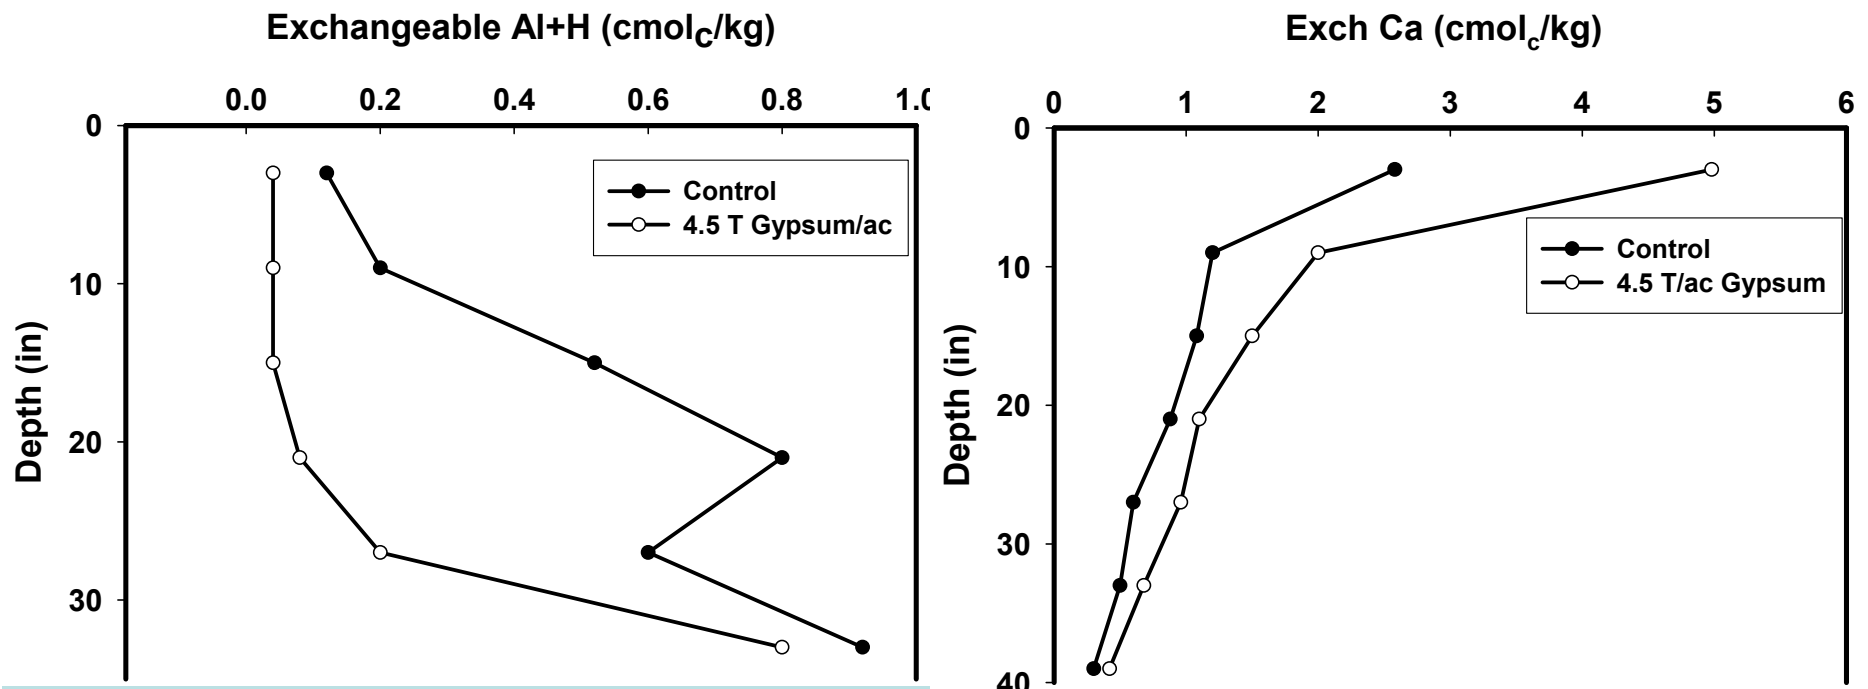 Exchangeable Al+H (cmolc/kg)
0.0 0.2 0.4 0.6 0.8 1.0
0
10
20
30
Depth (in)
Control
4.5 T Gypsum/ac
Exch Ca (cmolc/kg)
0 1 2 3 4 5 6
0
10
20
30
40
Depth (in)
Control
4.5 T/ac Gypsum